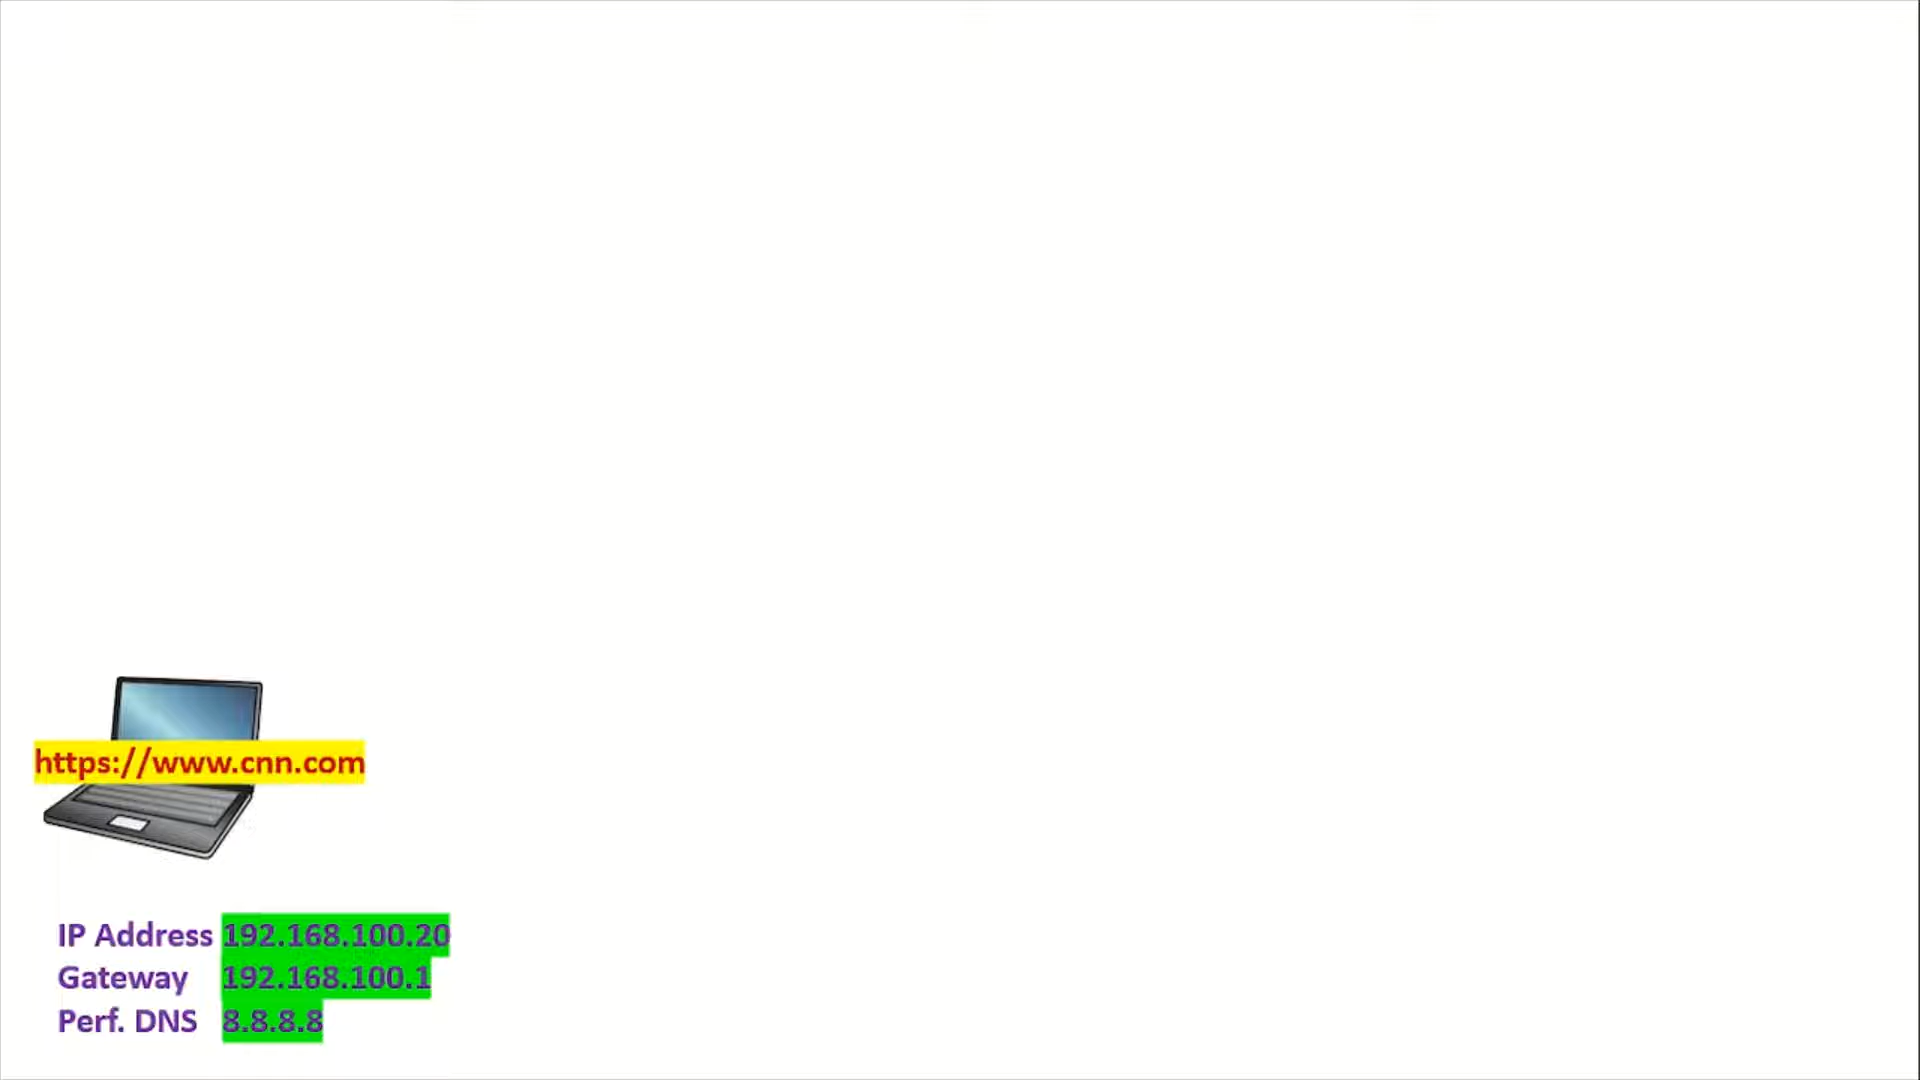 https://www.cnn.com
IP Address 192.168.100.20
Gateway 192.168.100.1
Perf. DNS 8.8.8.8